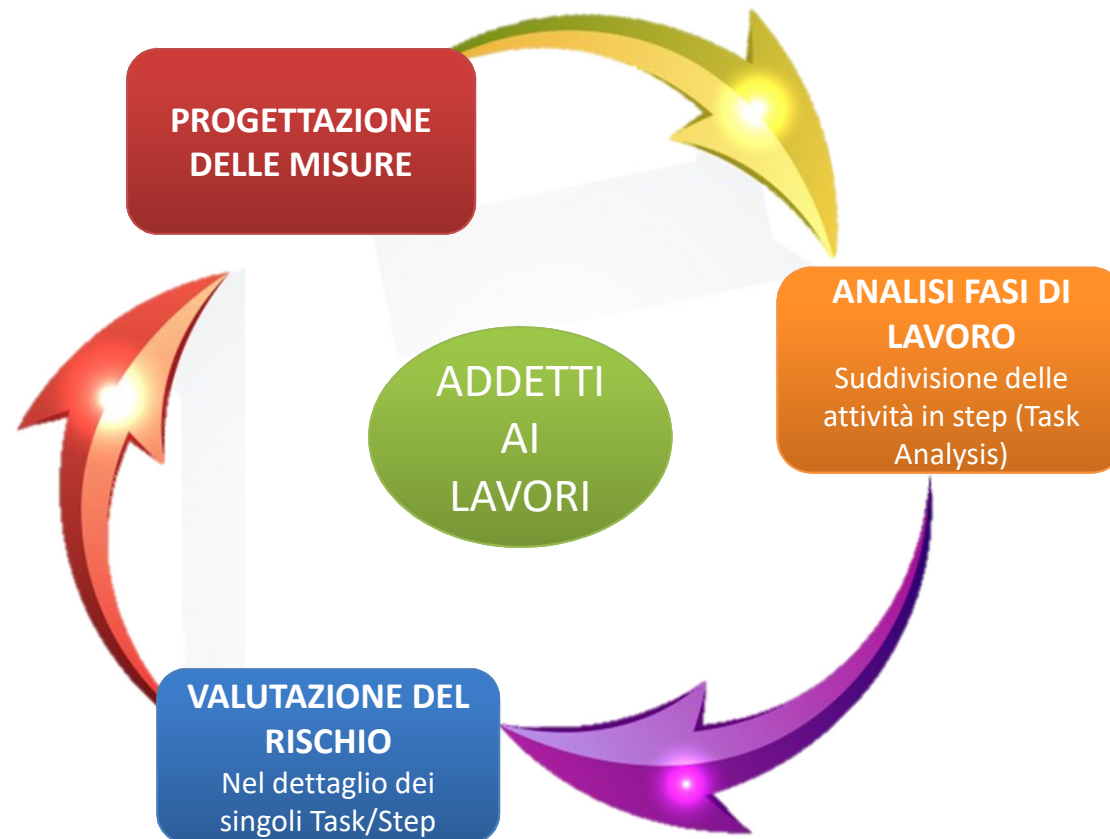 PROGETTAZIONE
DELLE MISURE
ANALISI FASI DI
LAVORO
Suddivisione delle
attività in step (Task
Analysis)
ADDETTI
AI
LAVORI
VALUTAZIONE DEL
RISCHIO
Nel dettaglio dei
singoli Task/Step